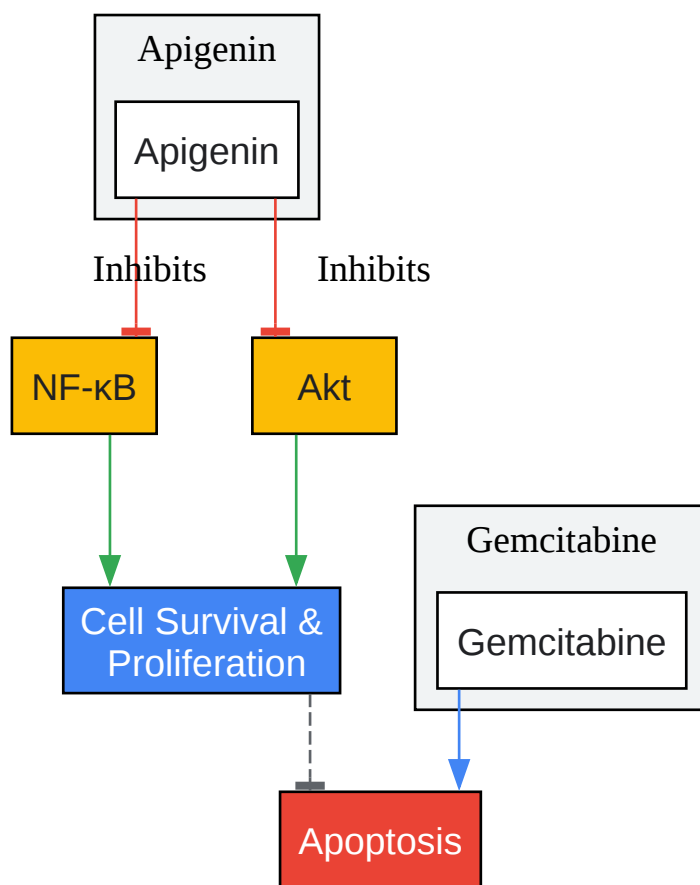 Apigenin
Apigenin
Inhibits
Inhibits
NF-κB
Akt
Gemcitabine
Cell Survival &
Proliferation
Gemcitabine
Apoptosis